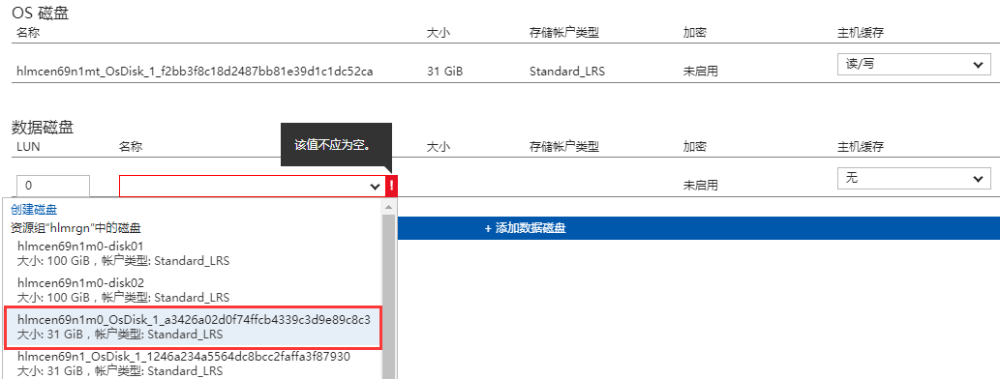 OS 磁盘
名称 大小 存储帐户类型 加密 主机缓存
hlmcen69n1mt_OsDisk_1_f2bb3f8c18d2487bb81e39d1c1dc52ca 31 GiB Standard_LRS 未启用 读/写
数据磁盘
该值不应为空。
LUN 名称 大小 存储帐户类型 加密 主机缓存
0 ! 未启用 无
创建磁盘
+ 添加数据磁盘
资源组"hlmrgn"中的磁盘
hlmcen69n1m0-disk01
大小: 100 GiB，帐户类型: Standard_LRS
hlmcen69n1m0-disk02
大小: 100 GiB，帐户类型: Standard_LRS
hlmcen69n1m0_OsDisk_1_a3426a02d0f74ffcb4339c3d9e89c8c3
大小: 31 GiB，帐户类型: Standard_LRS
hlmcen69n1_OsDisk_1_1246a234a5564dc8bcc2faffa3f87930
大小: 31 GiB，帐户类型: Standard_LRS